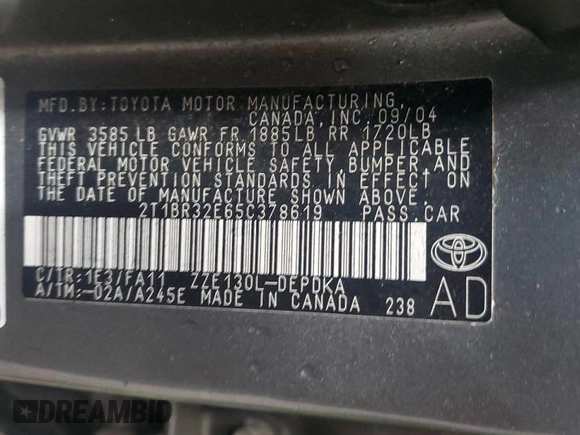 MFD.BY:TOYOTA MOTOR MANUFACTURING,
CANADA,INC. 09/04
GVWR 3585LB GAWR FR 1885LB RR 1720LB
THIS VEHICLE CONFORMS TO ALL APPLICABLE
FEDERAL MOTOR VEHICLE SAFETY, BUMPER AND
THEFT PREVENTION STANDARDS IN EFFECT ON
THE DATE OF MANUFACTURE SHOWN ABOVE.
2T1BR32E65C378619 PASS.CAR
C/TR:1E3/FA11 ZZE130L-DEPDKA
A/TM:-02A/A245E MADE IN CANADA 238
AD
DREAMBID